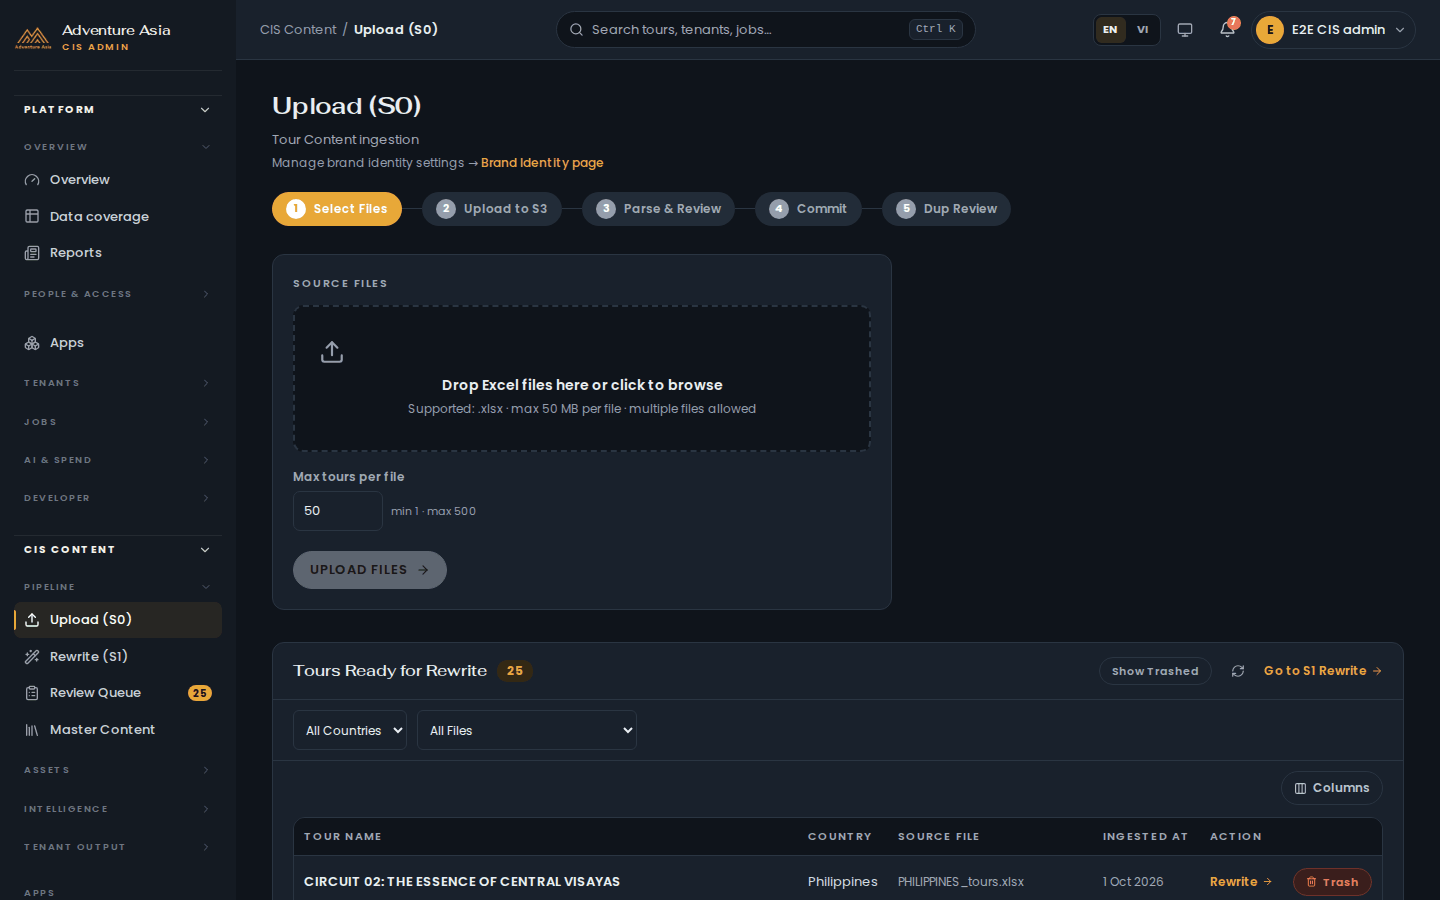 Adventure Asia
CIS ADMIN
Adventure Asia
PLATFORM
OVERVIEW
Overview
Data coverage
Reports
PEOPLE & ACCESS
Apps
TENANTS
JOBS
AI & SPEND
DEVELOPER
CIS CONTENT
PIPELINE
Upload (S0)
Rewrite (S1)
Review Queue 25
Master Content
ASSETS
INTELLIGENCE
TENANT OUTPUT
APPS
CIS Content / Upload (S0)
Search tours, tenants, jobs... Ctrl K
EN VI
7
E E2E CIS admin
Upload (S0)
Tour Content ingestion
Manage brand identity settings → Brand Identity page
1 Select Files 2 Upload to S3 3 Parse & Review 4 Commit 5 Dup Review
SOURCE FILES
Drop Excel files here or click to browse
Supported: .xlsx · max 50 MB per file · multiple files allowed
Max tours per file
50 min 1 · max 500
UPLOAD FILES →
Tours Ready for Rewrite 25 Show Trashed Go to S1 Rewrite →
All Countries All Files
Columns
TOUR NAME COUNTRY SOURCE FILE INGESTED AT ACTION
CIRCUIT 02: THE ESSENCE OF CENTRAL VISAYAS Philippines PHILIPPINES_tours.xlsx 1 Oct 2026 Rewrite → Trash